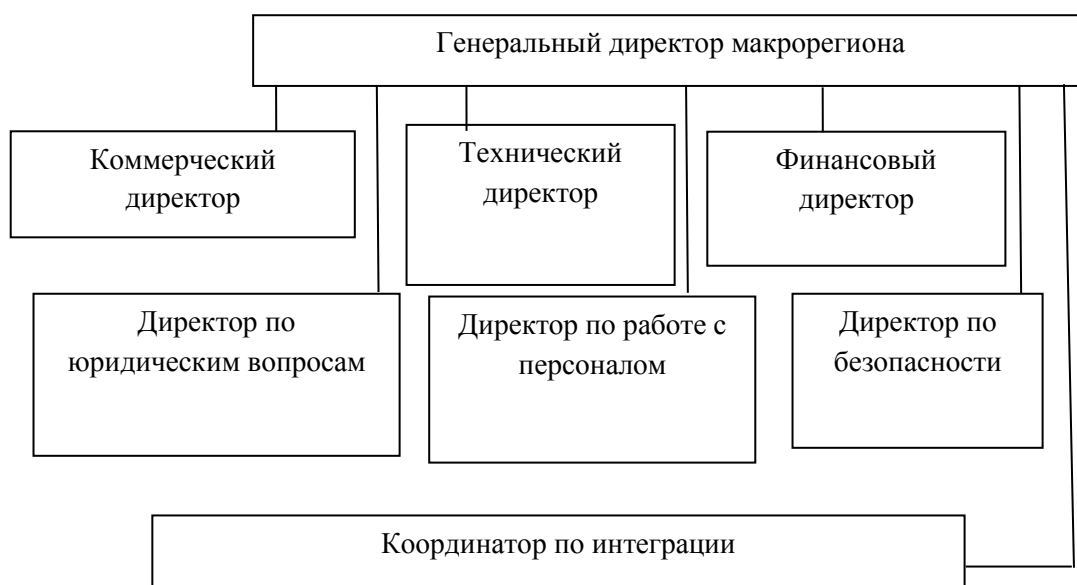 Генеральный директор макрорегиона
Коммерческий
директор
Технический
директор
Финансовый
директор
Директор по
юридическим вопросам
Директор по работе с
персоналом
Директор по
безопасности
Координатор по интеграции